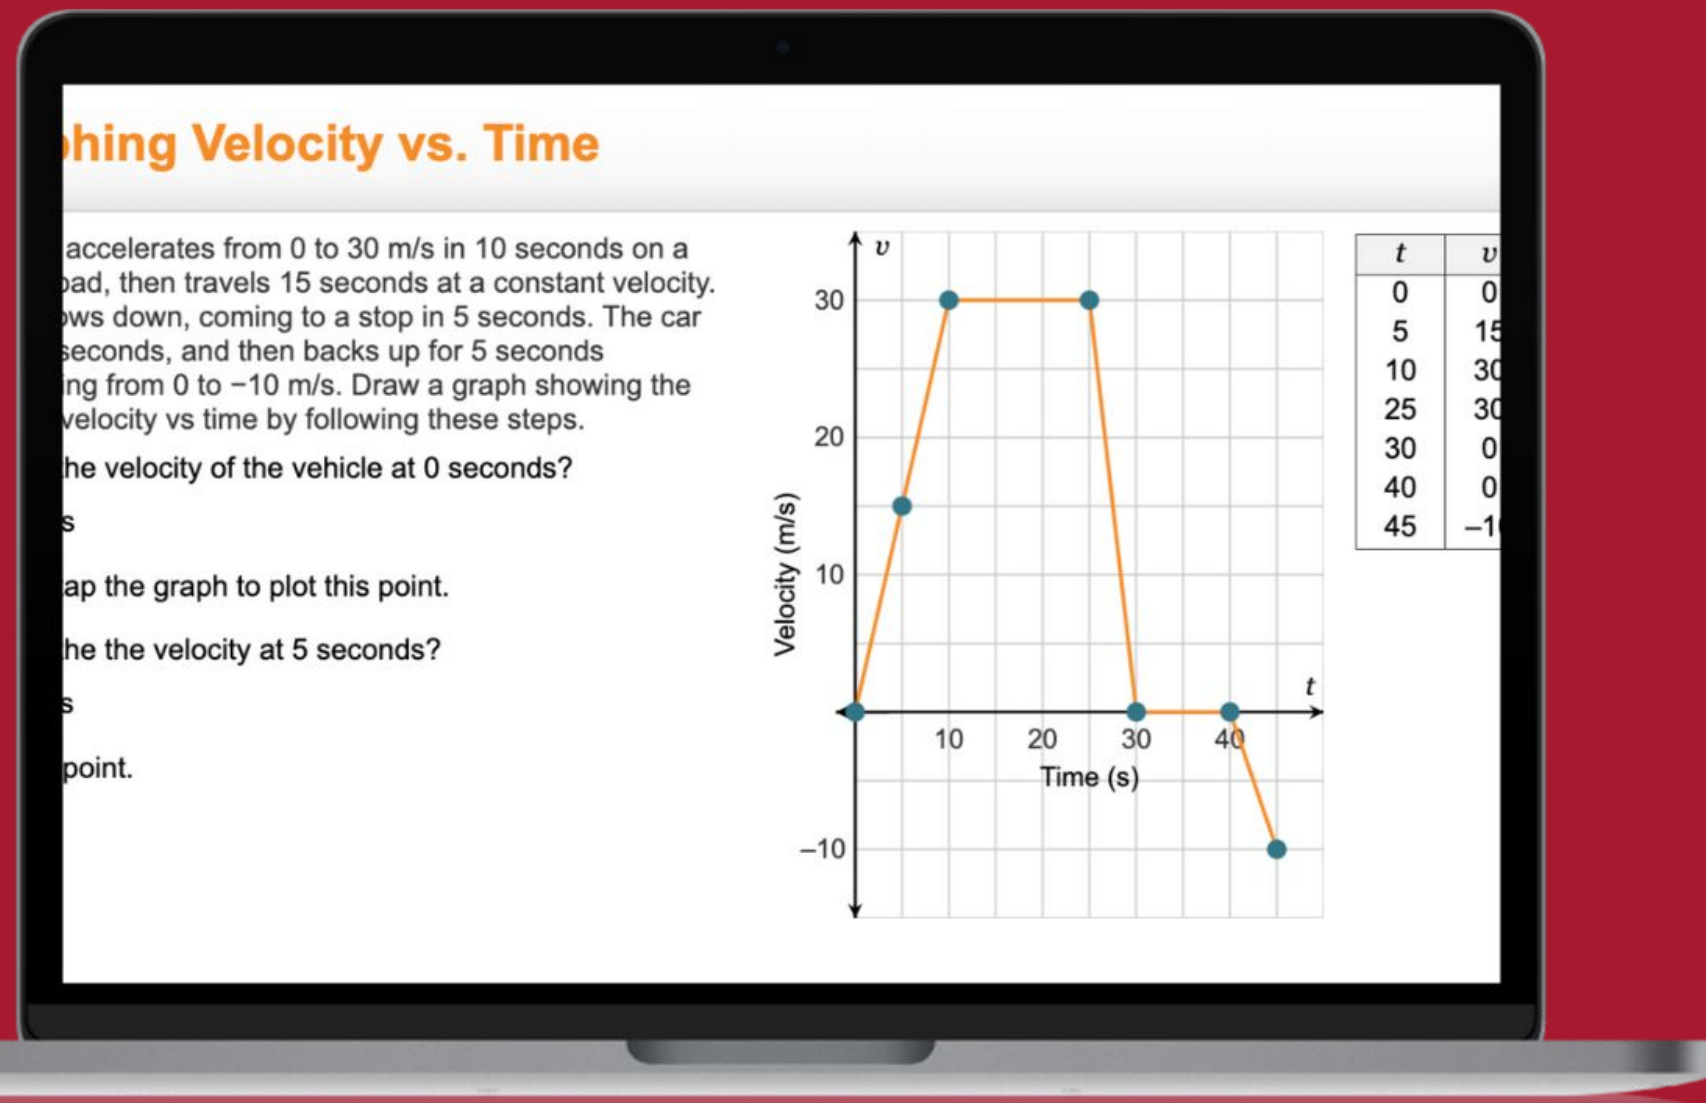 hing Velocity vs. Time
accelerates from 0 to 30 m/s in 10 seconds on a
ad, then travels 15 seconds at a constant velocity.
ws down, coming to a stop in 5 seconds. The car
seconds, and then backs up for 5 seconds
ing from 0 to −10 m/s. Draw a graph showing the
velocity vs time by following these steps.
he velocity of the vehicle at 0 seconds?
s
ap the graph to plot this point.
he the velocity at 5 seconds?
s
point.
v
30
20
10
−10
Velocity (m/s)
t
10 20 30 40
Time (s)
t v
0 0
5 15
10 30
25 30
30 0
40 0
45 −1